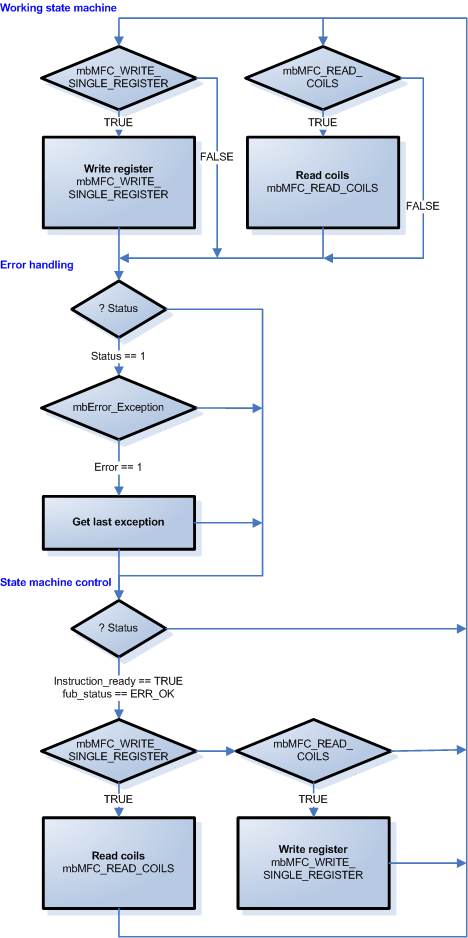 Working state machine
mbMFC_WRITE_
SINGLE_REGISTER
mbMFC_READ_
COILS
TRUE
TRUE
FALSE
Write register
mbMFC_WRITE_
SINGLE_REGISTER
Read coils
mbMFC_READ_COILS
FALSE
Error handling
? Status
Status == 1
mbError_Exception
Error == 1
Get last exception
State machine control
? Status
Instruction_ready == TRUE
fub_status == ERR_OK
mbMFC_WRITE_
SINGLE_REGISTER
mbMFC_READ_
COILS
TRUE
TRUE
Read coils
mbMFC_READ_COILS
Write register
mbMFC_WRITE_
SINGLE_REGISTER